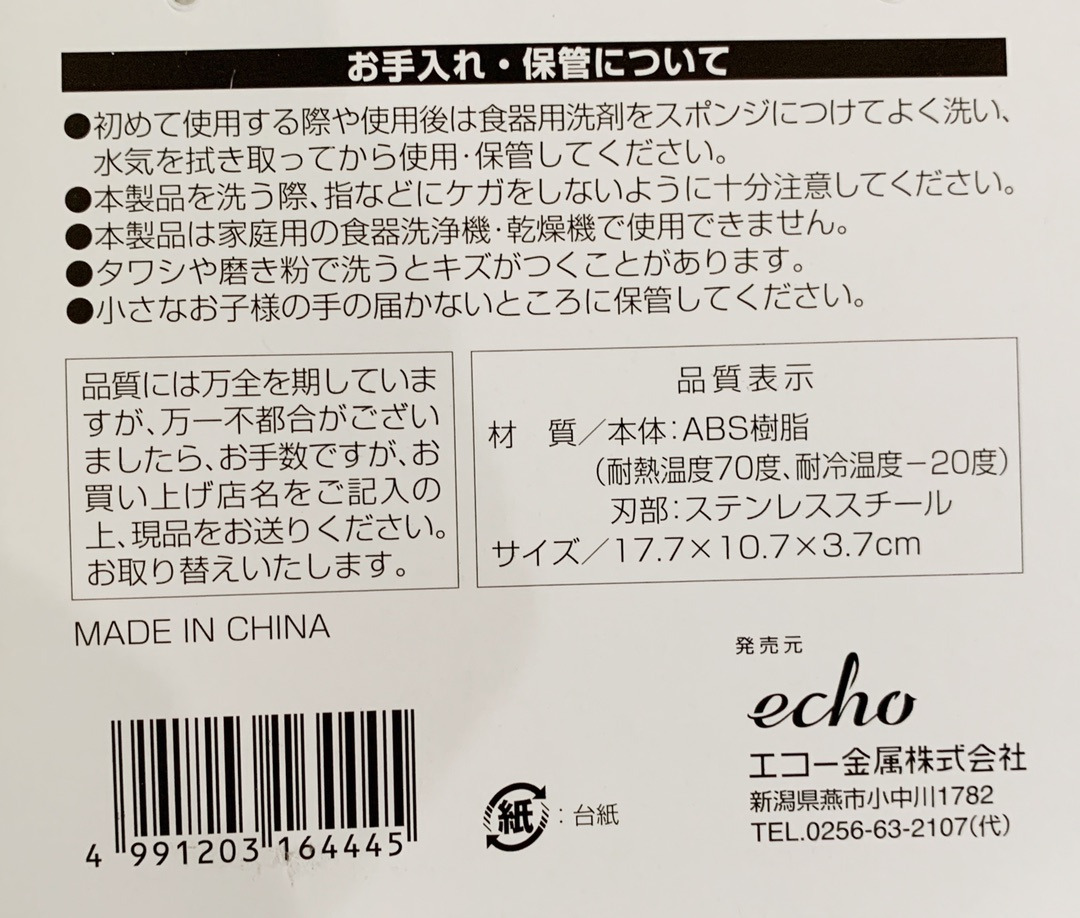 お手入れ・保管について
●初めて使用する際や使用後は食器用洗剤をスポンジにつけてよく洗い、
水気を拭き取ってから使用・保管してください。
●本製品を洗う際、指などにケガをしないように十分注意してください。
●本製品は家庭用の食器洗浄機・乾燥機で使用できません。
●タワシや磨き粉で洗うとキズがつくことがあります。
●小さなお子様の手の届かないところに保管してください。
品質には万全を期していま
すが、万一不都合がござい
ましたら、お手数ですが、お
買い上げ店名をご記入の
上、現品をお送りください。
お取り替えいたします。
品質表示
材　質／本体：ABS樹脂
（耐熱温度70度、耐冷温度－20度）
刃部：ステンレススチール
サイズ／17.7×10.7×3.7cm
MADE IN CHINA
4 991203 164445
紙：台紙
発売元
echo
エコー金属株式会社
新潟県燕市小中川1782
TEL.0256-63-2107（代）